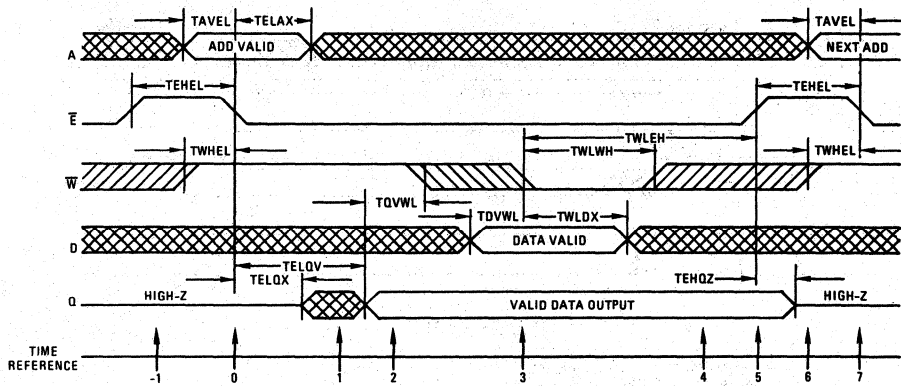 TAVEL TELAX TAVEL
A ADD VALID NEXT ADD
TEHEL TEHEL
E
TWLEH
TWHEL TWLWH TWHEL
W
TQVWL TDVWL TWLDX
D DATA VALID
TELQV
TELQX TEHQZ
Q HIGH-Z VALID DATA OUTPUT HIGH-Z
TIME
REFERENCE
-1 0 1 2 3 4 5 6 7